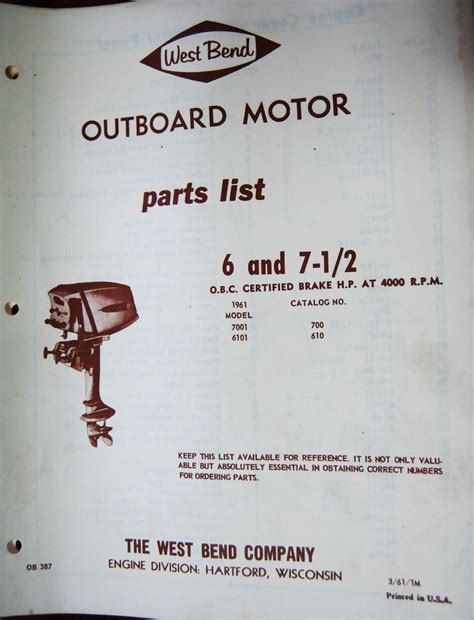 West Bend
OUTBOARD MOTOR
parts list
6 and 7-1/2
O.B.C. CERTIFIED BRAKE H.P. AT 4000 R.P.M.
1961 CATALOG NO.
MODEL
7001 700
6101 610
KEEP THIS LIST AVAILABLE FOR REFERENCE. IT IS NOT ONLY VALU-
ABLE BUT ABSOLUTELY ESSENTIAL IN OBTAINING CORRECT NUMBERS
FOR ORDERING PARTS.
THE WEST BEND COMPANY
OB 387
ENGINE DIVISION: HARTFORD, WISCONSIN
3/61/1M
Printed in U.S.A.